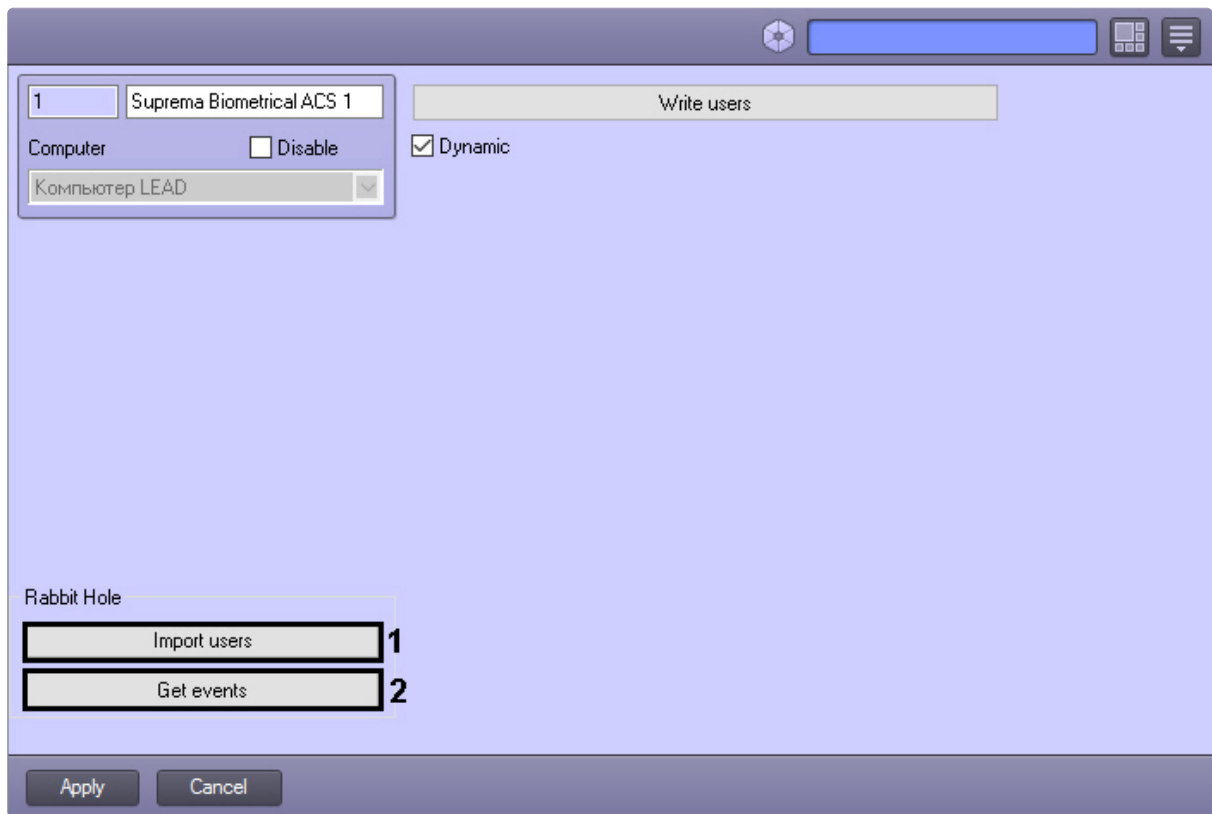 1
Suprema Biometrical ACS 1
Write users
Computer
Disable
Dynamic
Компьютер LEAD
Rabbit Hole
Import users
1
Get events
2
Apply
Cancel